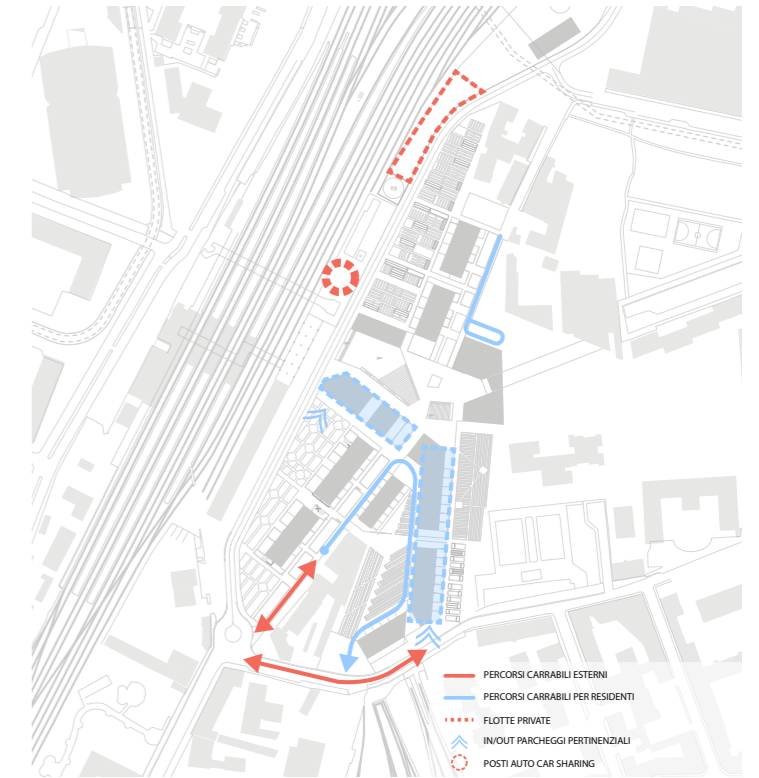 PERCORSI CARRABILI ESTERNI
PERCORSI CARRABILI PER RESIDENTI
FLOTTE PRIVATE
IN/OUT PARCHEGGI PERTINENZIALI
POSTI AUTO CAR SHARING